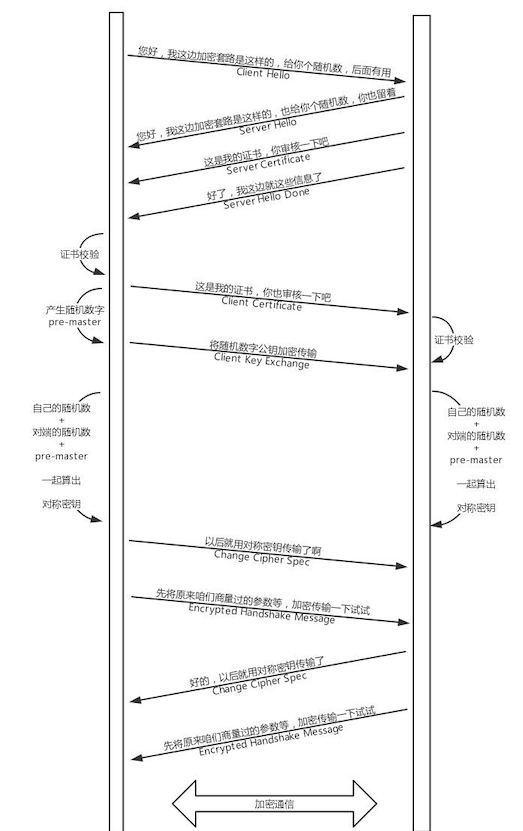 您好，我这边加密套路是这样的，给你个随机数，后面有用
Client Hello
您好，我这边加密套路是这样的，也给你个随机数，你也留着
Server Hello
这是我的证书，你审核一下吧
Server Certificate
好了，我这边就这些信息了
Server Hello Done
证书校验
这是我的证书，你也审核一下吧
Client Certificate
产生随机数字
pre-master
证书校验
将随机数字公钥加密传输
Client Key Exchange
自己的随机数
+
对端的随机数
+
pre-master
一起算出
对称密钥
自己的随机数
+
对端的随机数
+
pre-master
一起算出
对称密钥
以后就用对称密钥传输了啊
Change Cipher Spec
先将原来咱们商量过的参数等，加密传输一下试试
Encrypted Handshake Message
好的，以后就用对称密钥传输了
Change Cipher Spec
先将原来咱们商量过的参数等，加密传输一下试试
Encrypted Handshake Message
加密通信